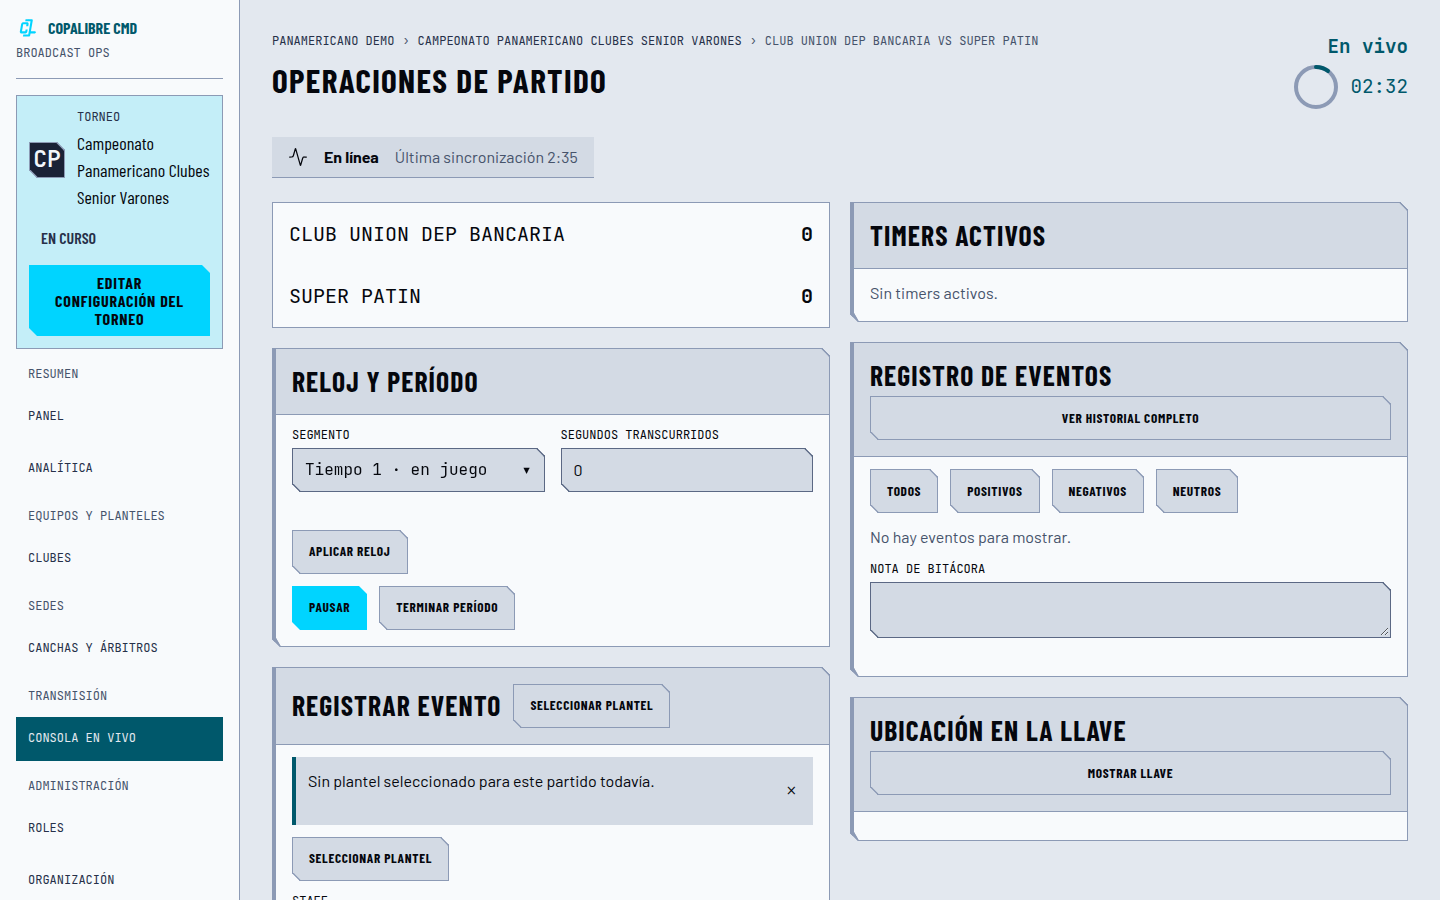 COPALIBRE CMD
BROADCAST OPS
TORNEO
CP
Campeonato
Panamericano Clubes
Senior Varones
EN CURSO
EDITAR
CONFIGURACIÓN DEL
TORNEO
RESUMEN
PANEL
ANALÍTICA
EQUIPOS Y PLANTELES
CLUBES
SEDES
CANCHAS Y ÁRBITROS
TRANSMISIÓN
CONSOLA EN VIVO
ADMINISTRACIÓN
ROLES
ORGANIZACIÓN
PANAMERICANO DEMO › CAMPEONATO PANAMERICANO CLUBES SENIOR VARONES › CLUB UNION DEP BANCARIA VS SUPER PATIN
OPERACIONES DE PARTIDO
En vivo
02:32
En línea Última sincronización 2:35
CLUB UNION DEP BANCARIA 0
SUPER PATIN 0
RELOJ Y PERÍODO
SEGMENTO SEGUNDOS TRANSCURRIDOS
Tiempo 1 · en juego 0
APLICAR RELOJ
PAUSAR TERMINAR PERÍODO
REGISTRAR EVENTO SELECCIONAR PLANTEL
Sin plantel seleccionado para este partido todavía. ×
SELECCIONAR PLANTEL
STAFF
TIMERS ACTIVOS
Sin timers activos.
REGISTRO DE EVENTOS
VER HISTORIAL COMPLETO
TODOS POSITIVOS NEGATIVOS NEUTROS
No hay eventos para mostrar.
NOTA DE BITÁCORA
UBICACIÓN EN LA LLAVE
MOSTRAR LLAVE